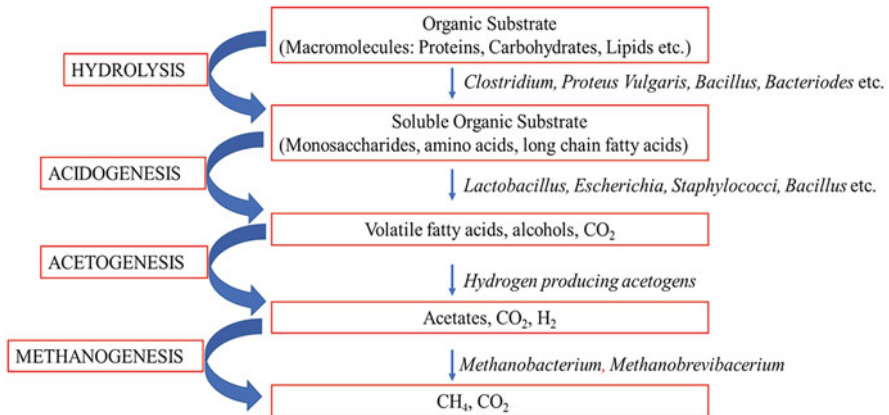 Organic Substrate
(Macromolecules: Proteins, Carbohydrates, Lipids etc.)
HYDROLYSIS
Clostridium, Proteus Vulgaris, Bacillus, Bacteriodes etc.
Soluble Organic Substrate
(Monosaccharides, amino acids, long chain fatty acids)
ACIDOGENESIS
Lactobacillus, Escherichia, Staphylococci, Bacillus etc.
Volatile fatty acids, alcohols, CO₂
ACETOGENESIS
Hydrogen producing acetogens
Acetates, CO₂, H₂
METHANOGENESIS
Methanobacterium, Methanobrevibacerium
CH₄, CO₂